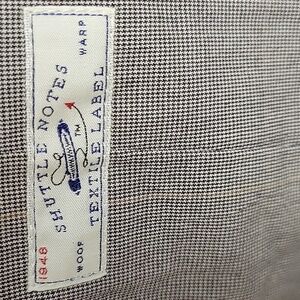 1948
SHUTTLE NOTES
TEXTILE LABEL
™
WOOF
WARP